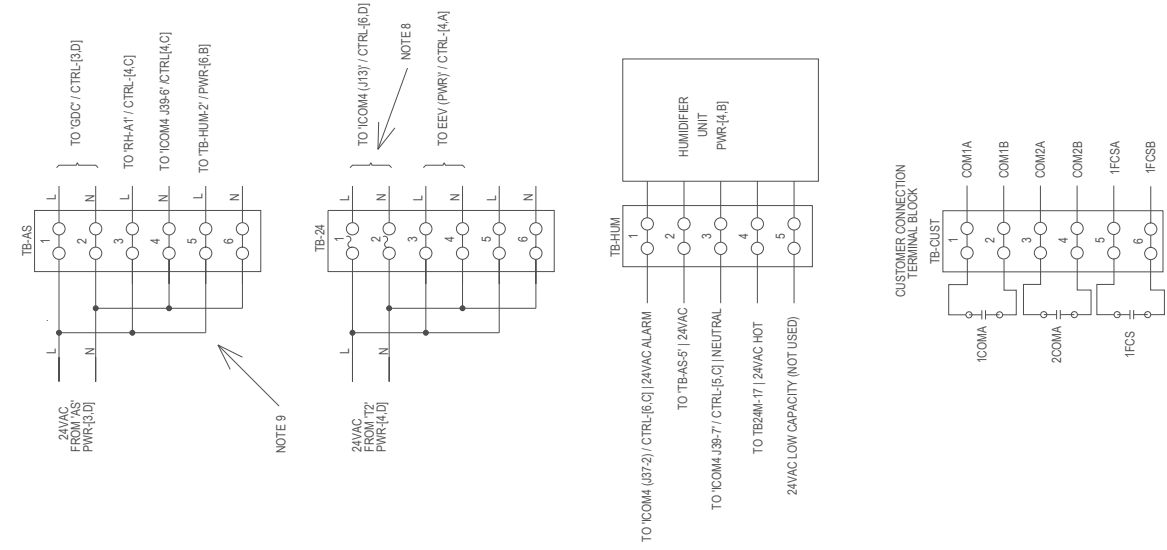 TO 'GDC' / CTRL-[3,D]
TO 'RH-A1' / CTRL-[4,C]
TO 'ICOM4 J39-6' /CTRL[4,C]
TO 'TB-HUM-2' / PWR-[6,B]
L
N
L
N
L
N
TB-AS
1
2
3
4
5
6
L
N
24VAC
FROM 'AS'
PWR-[3,D]
NOTE 9
TO 'ICOM4 (J13)' / CTRL-[6,D]
NOTE 8
TO EEV (PWR)' / CTRL-[4,A]
L
N
L
N
L
N
TB-24
1
2
3
4
5
6
L
N
24VAC
FROM 'T2'
PWR-[4,D]
HUMIDIFIER
UNIT
PWR-[4,B]
TB-HUM
1
2
3
4
5
TO 'ICOM4 (J37-2) / CTRL-[6,C] | 24VAC ALARM
TO 'TB-AS-5' | 24VAC
TO 'ICOM4 J39-7' / CTRL-[5,C] | NEUTRAL
TO TB24M-17 | 24VAC HOT
24VAC LOW CAPACITY (NOT USED)
CUSTOMER CONNECTION
TERMINAL BLOCK
TB-CUST
1
2
3
4
5
6
COM1A
COM1B
COM2A
COM2B
1FCSA
1FCSB
1COMA
2COMA
1FCS